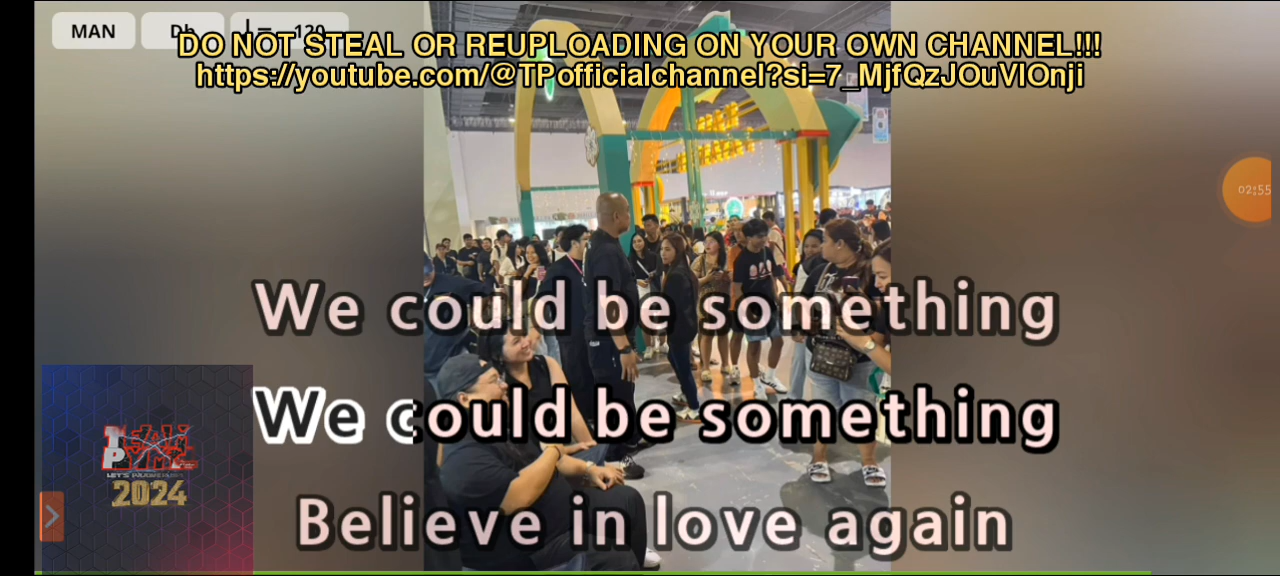 MAN
DO NOT STEAL OR REUPLOADING ON YOUR OWN CHANNEL!!!
https://youtube.com/@TPofficialchannel?si=7_MjfQzJOuVIOnji
02:55
We could be something
We could be something
Believe in love again
2024